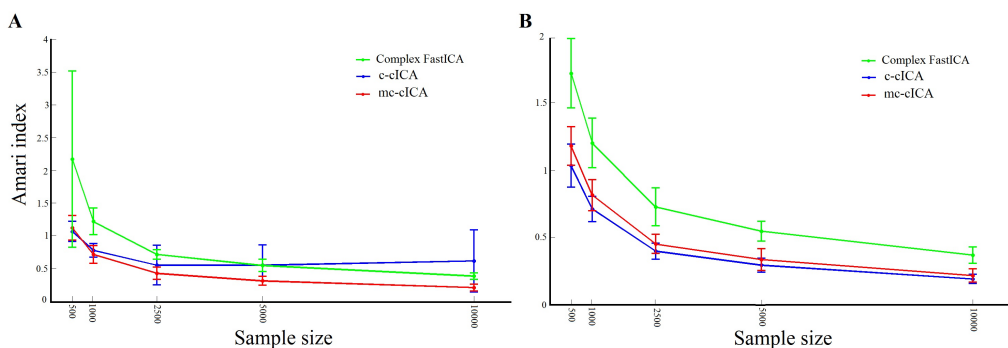 A
4
3.5
3
2.5
2
1.5
1
0.5
0
Amari index
Complex FastICA
c-cICA
mc-cICA
500
1000
2500
5000
10000
Sample size
B
2
1.5
1
0.5
0
Complex FastICA
c-cICA
mc-cICA
500
1000
2500
5000
10000
Sample size